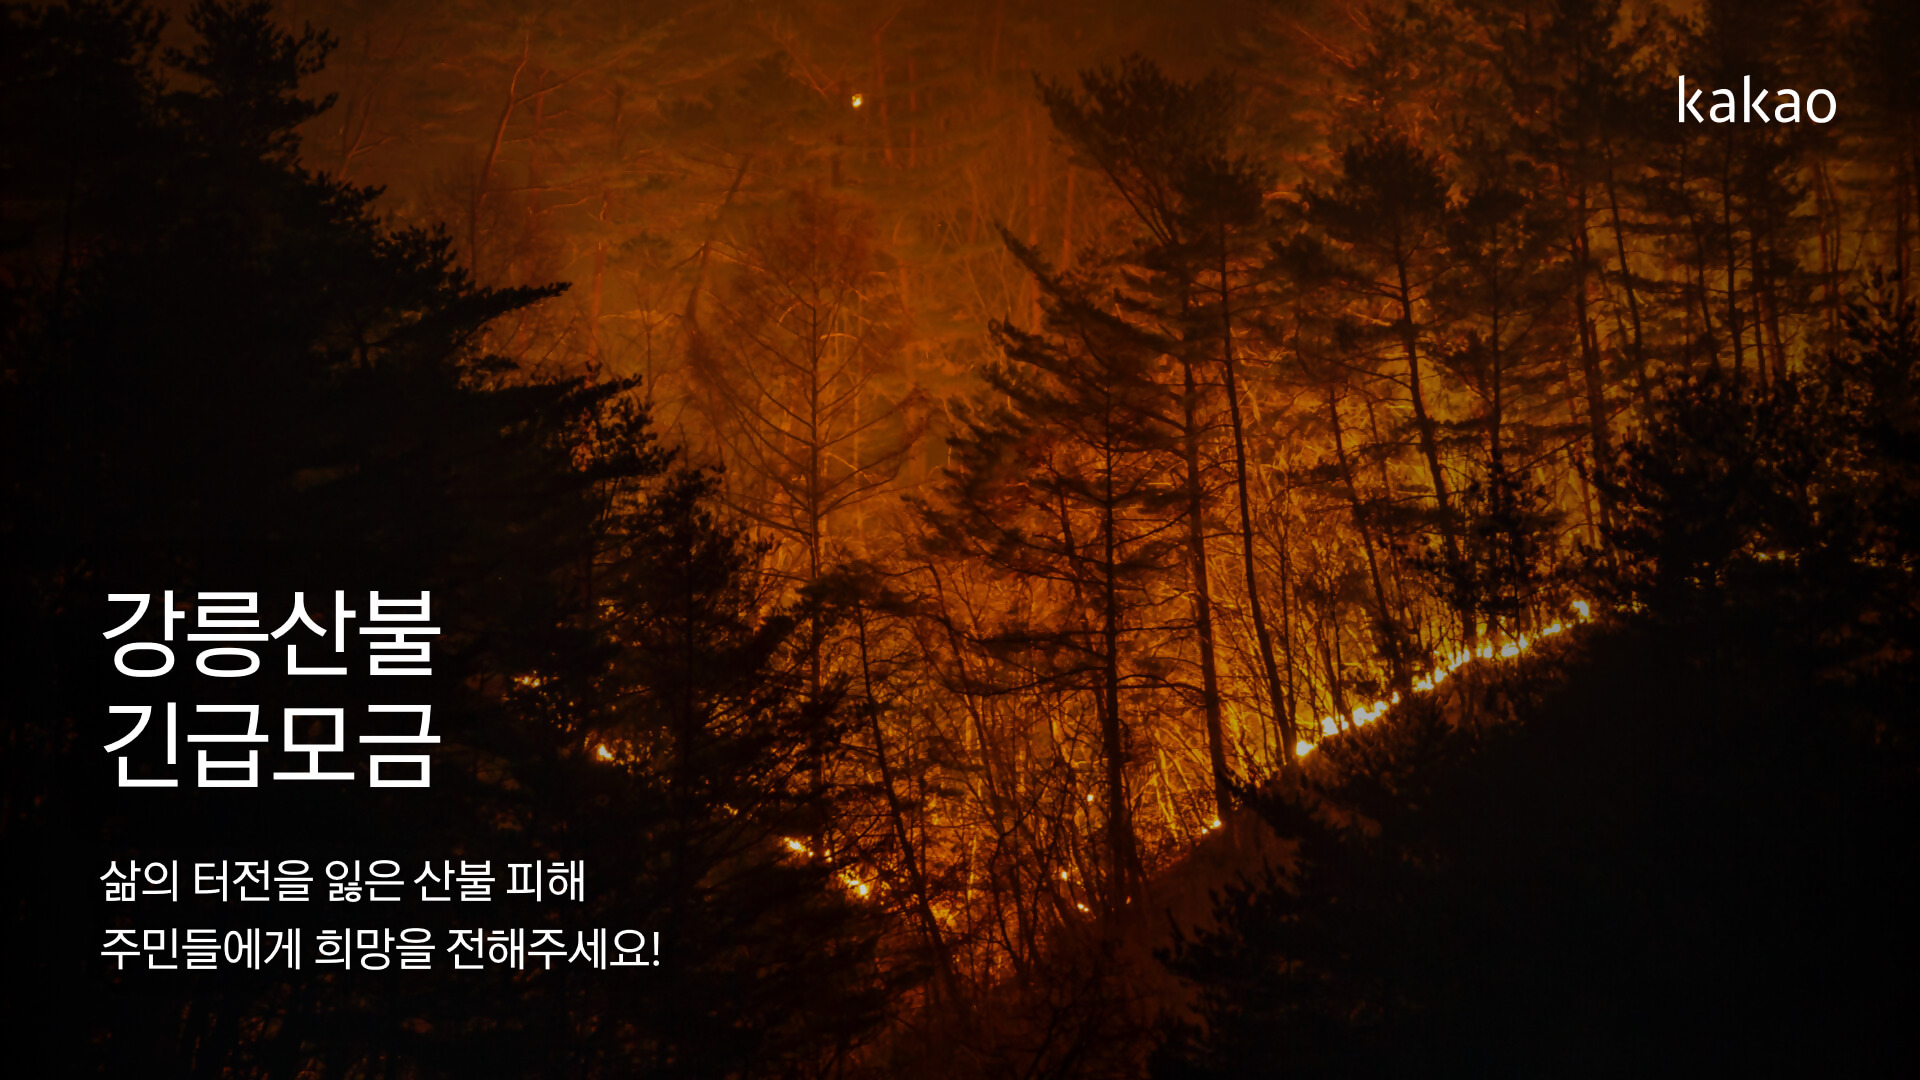 kakao
강릉산불
긴급모금
삶의 터전을 잃은 산불 피해
주민들에게 희망을 전해주세요!